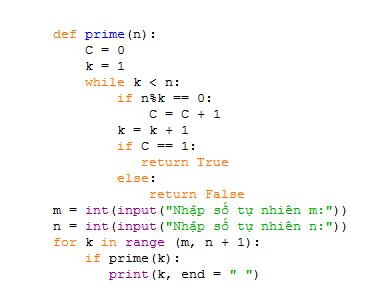 def prime(n):
    C = 0
    k = 1
    while k < n:
        if n%k == 0:
            C = C + 1
        k = k + 1
        if C == 1:
           return True
        else:
            return False
m = int(input("Nhập số tự nhiên m:"))
n = int(input("Nhập số tự nhiên n:"))
for k in range (m, n + 1):
    if prime(k):
       print(k, end = " ")